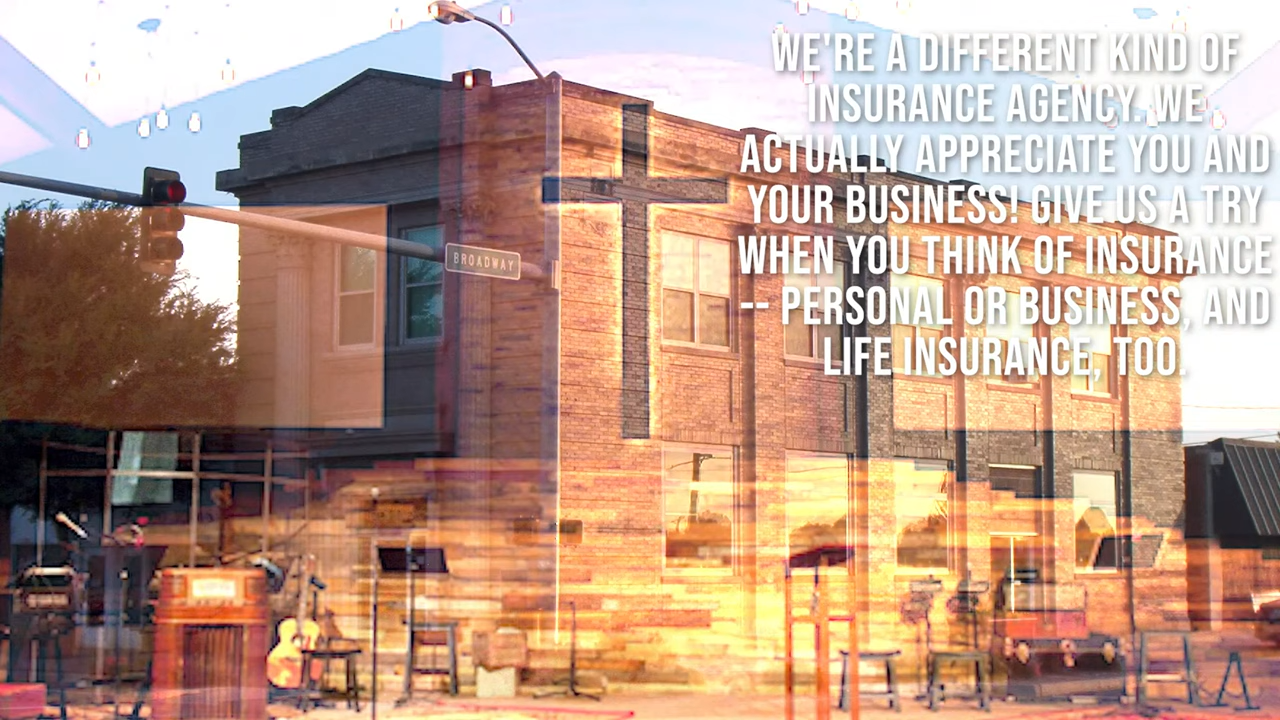 WE'RE A DIFFERENT KIND OF
INSURANCE AGENCY. WE
ACTUALLY APPRECIATE YOU AND
YOUR BUSINESS! GIVE US A TRY
WHEN YOU THINK OF INSURANCE
-- PERSONAL OR BUSINESS, AND
LIFE INSURANCE, TOO.
BROADWAY